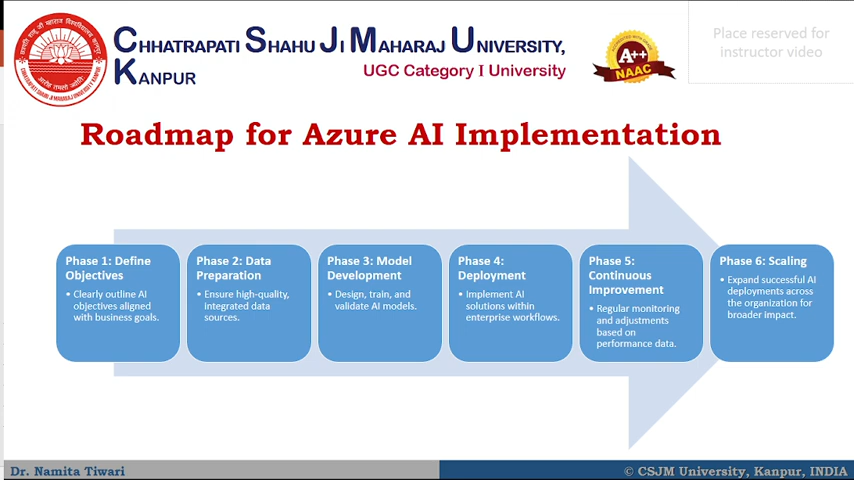 CHHATRAPATI SHAHU JI MAHARAJ UNIVERSITY,
KANPUR
UGC Category I University
A++
NAAC
Place reserved for
instructor video
Roadmap for Azure AI Implementation
Phase 1: Define
Objectives
• Clearly outline AI
objectives aligned
with business goals.
Phase 2: Data
Preparation
• Ensure high-quality,
integrated data
sources.
Phase 3: Model
Development
• Design, train, and
validate AI models.
Phase 4:
Deployment
• Implement AI
solutions within
enterprise workflows.
Phase 5:
Continuous
Improvement
• Regular monitoring
and adjustments
based on
performance data.
Phase 6: Scaling
• Expand successful AI
deployments across
the organization for
broader impact.
Dr. Namita Tiwari
© CSJM University, Kanpur, INDIA